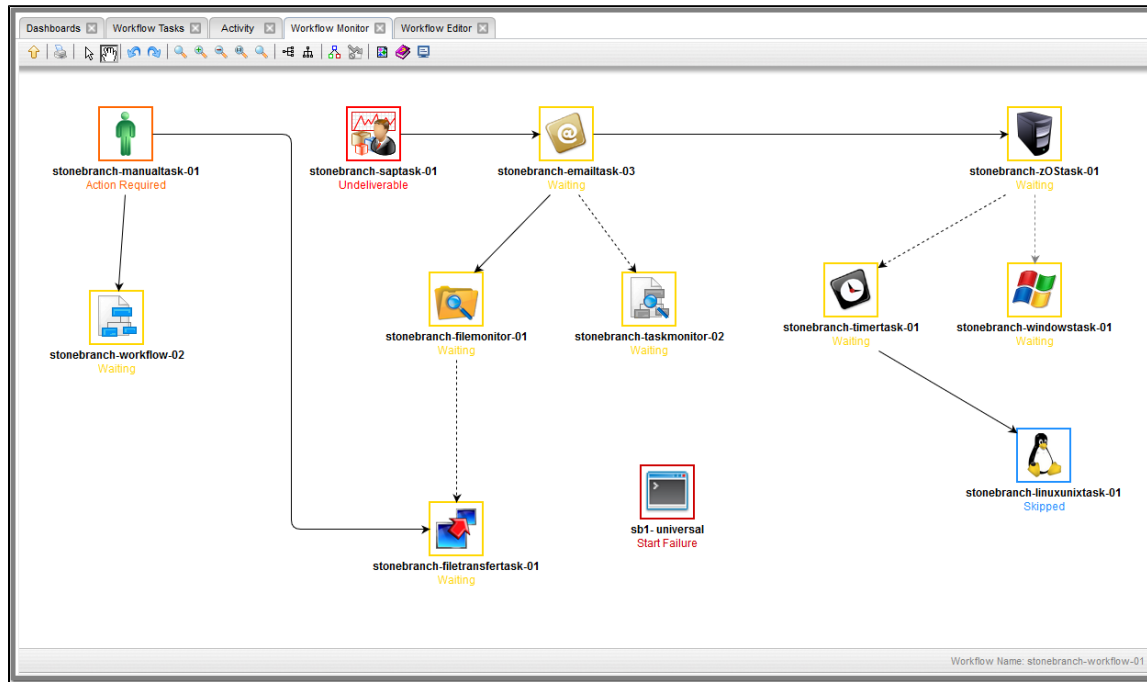 Dashboards
Workflow Tasks
Activity
Workflow Monitor
Workflow Editor
stonebranch-manualtask-01
Action Required
stonebranch-saptask-01
Undeliverable
stonebranch-emailtask-03
Waiting
stonebranch-zOStask-01
Waiting
stonebranch-workflow-02
Waiting
stonebranch-filemonitor-01
Waiting
stonebranch-taskmonitor-02
Waiting
stonebranch-timertask-01
Waiting
stonebranch-windowstask-01
Waiting
stonebranch-linuxunixtask-01
Skipped
sb1- universal
Start Failure
stonebranch-filetransfertask-01
Waiting
Workflow Name: stonebranch-workflow-01